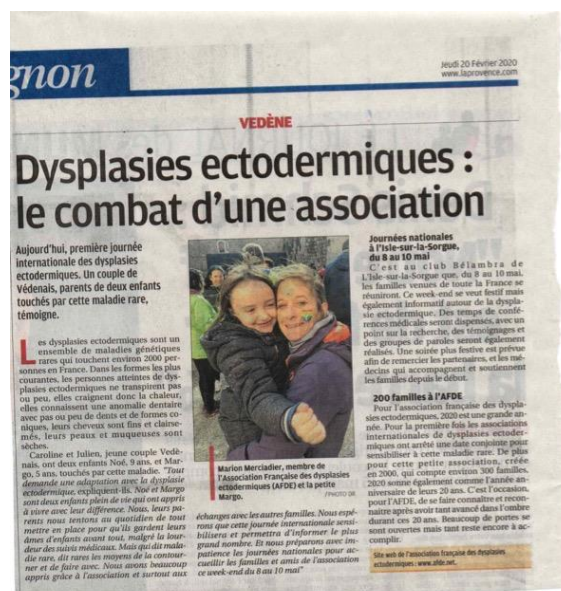 gnon
Jeudi 20 Février 2020
www.laprovence.com
VEDÈNE
Dysplasies ectodermiques :
le combat d'une association
Aujourd'hui, première journée
internationale des dysplasies
ectodermiques. Un couple de
Védenais, parents de deux enfants
touchés par cette maladie rare,
témoigne.
Les dysplasies ectodermiques sont un
ensemble de maladies génétiques
rares qui touchent environ 2000 per-
sonnes en France. Dans les formes les plus
courantes, les personnes atteintes de dys-
plasies ectodermiques ne transpirent pas
ou peu, elles craignent donc la chaleur,
elles connaissent une anomalie dentaire
avec pas ou peu de dents et de formes co-
niques, leurs cheveux sont fins et clairse-
més, leurs peaux et muqueuses sont
sèches.
Caroline et Julien, jeune couple Vède-
nais, ont deux enfants Noé, 9 ans, et Mar-
go, 5 ans, touchés par cette maladie. "Tout
demande une adaptation avec la dysplasie
ectodermique, expliquent-ils. Noé et Margo
sont deux enfants plein de vie qui ont appris
à vivre avec leur différence. Nous, leurs pa-
rents nous tentons au quotidien de tout
mettre en place pour qu'ils gardent leurs
âmes d'enfants avant tout, malgré la lour-
deur des suivis médicaux. Mais qui dit mala-
die rare, dit rares les moyens de la contour-
ner et de faire avec. Nous avons beaucoup
appris grâce à l'association et surtout aux
Marion Merciadier, membre de
l'Association Française des dysplasies
ectodermiques (AFDE) et la petite
Margo.
/ PHOTO DR
échanges avec les autres familles. Nous espé-
rons que cette journée internationale sensi-
bilisera et permettra d'informer le plus
grand nombre. Et nous préparons avec im-
patience les journées nationales pour ac-
cueillir les familles et amis de l'association
ce week-end du 8 au 10 mai"
Journées nationales
à l'Isle-sur-la-Sorgue,
du 8 au 10 mai
C'est au club Bélambra de
L'Isle-sur-la-Sorgue que, du 8 au 10 mai,
les familles venues de toute la France se
réuniront. Ce week-end se veut festif mais
également informatif autour de la dyspla-
sie ectodermique. Des temps de confé-
rences médicales seront dispensés, avec un
point sur la recherche, des témoignages et
des groupes de paroles seront également
réalisés. Une soirée plus festive est prévue
afin de remercier les partenaires, et les mé-
decins qui accompagnent et soutiennent
les familles depuis le début.
200 familles à l'AFDE
Pour l'association française des dyspla-
sies ectodermiques, 2020 est une grande an-
née. Pour la première fois les associations
internationales de dysplasies ectoder-
miques ont arrêté une date conjointe pour
sensibiliser à cette maladie rare. De plus
pour cette petite association, créée
en 2000, qui compte environ 300 familles,
2020 sonne également comme l'année an-
niversaire de leurs 20 ans. C'est l'occasion,
pour l'AFDE, de se faire connaître et recon-
naître après avoir tant avancé dans l'ombre
durant ces 20 ans. Beaucoup de portes se
sont ouvertes mais tant reste encore à ac-
complir.
Site web de l'association française des dysplasies
ectodermiques : www.afde.net.